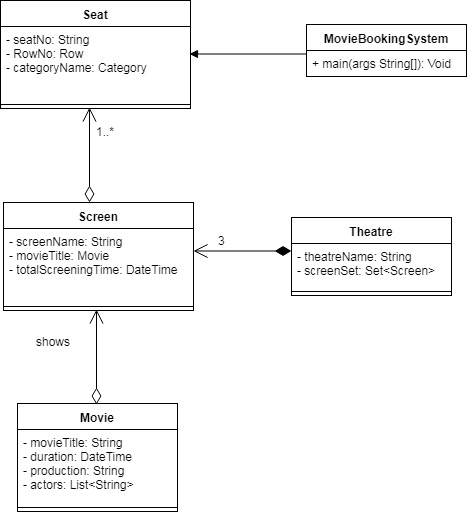 Seat
- seatNo: String
- RowNo: Row
- categoryName: Category
MovieBookingSystem
+ main(args String[]): Void
1..*
Screen
- screenName: String
- movieTitle: Movie
- totalScreeningTime: DateTime
3
Theatre
- theatreName: String
- screenSet: Set<Screen>
shows
Movie
- movieTitle: String
- duration: DateTime
- production: String
- actors: List<String>